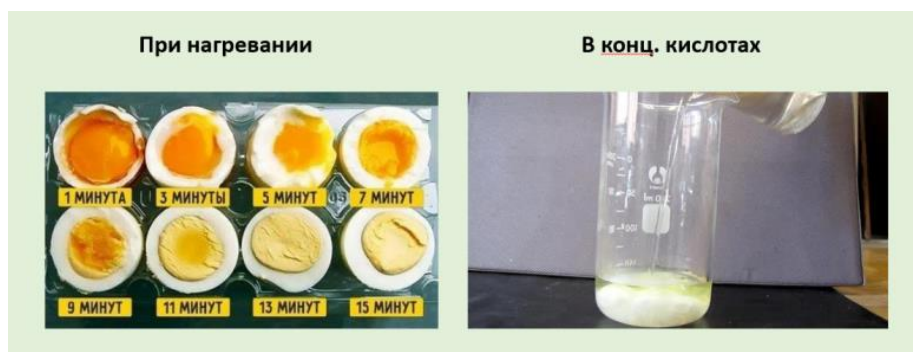 При нагревании
В конц. кислотах
1 МИНУТА
3 МИНУТЫ
5 МИНУТ
7 МИНУТ
9 МИНУТ
11 МИНУТ
13 МИНУТ
15 МИНУТ